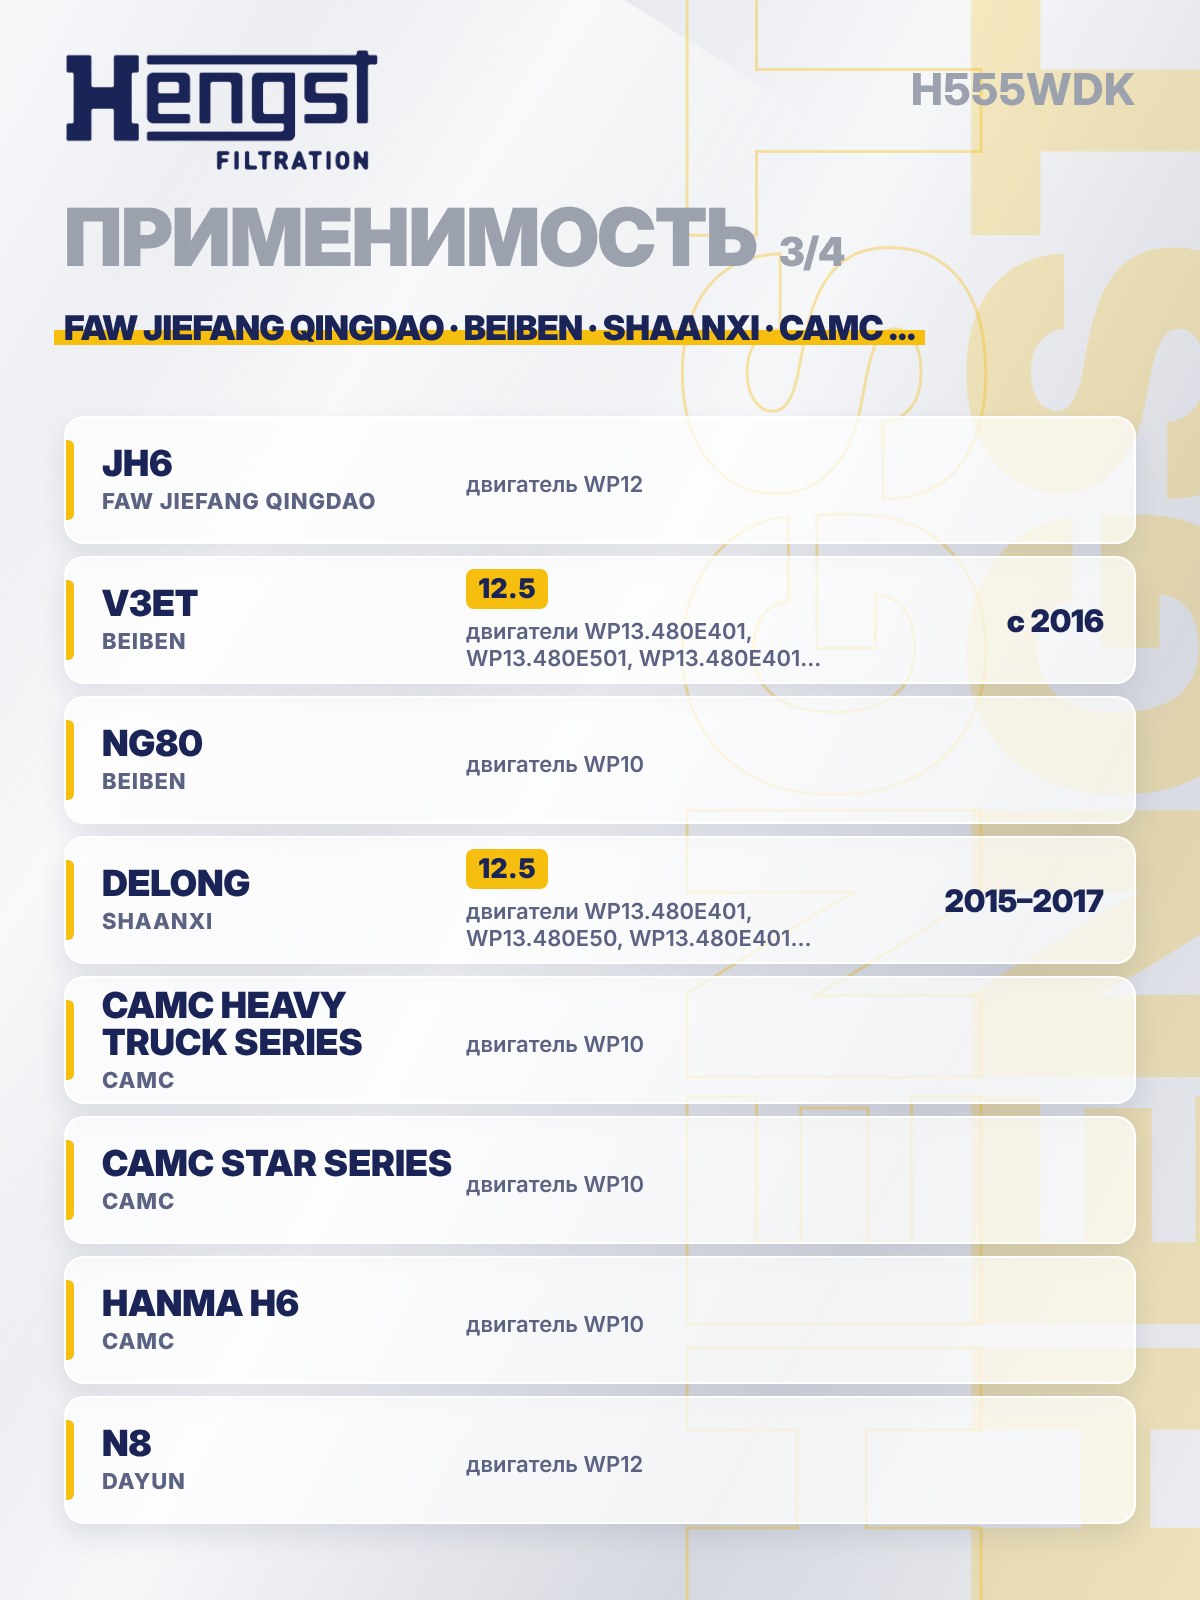 Hengst
FILTRATION
H555WDK
ПРИМЕНИМОСТЬ 3/4
FAW JIEFANG QINGDAO · BEIBEN · SHAANXI · CAMC ...
JH6
FAW JIEFANG QINGDAO
двигатель WP12
V3ET
BEIBEN
12.5
двигатели WP13.480E401,
WP13.480E501, WP13.480E401...
с 2016
NG80
BEIBEN
двигатель WP10
DELONG
SHAANXI
12.5
двигатели WP13.480E401,
WP13.480E50, WP13.480E401...
2015–2017
CAMC HEAVY
TRUCK SERIES
CAMC
двигатель WP10
CAMC STAR SERIES
CAMC
двигатель WP10
HANMA H6
CAMC
двигатель WP10
N8
DAYUN
двигатель WP12
HENGST